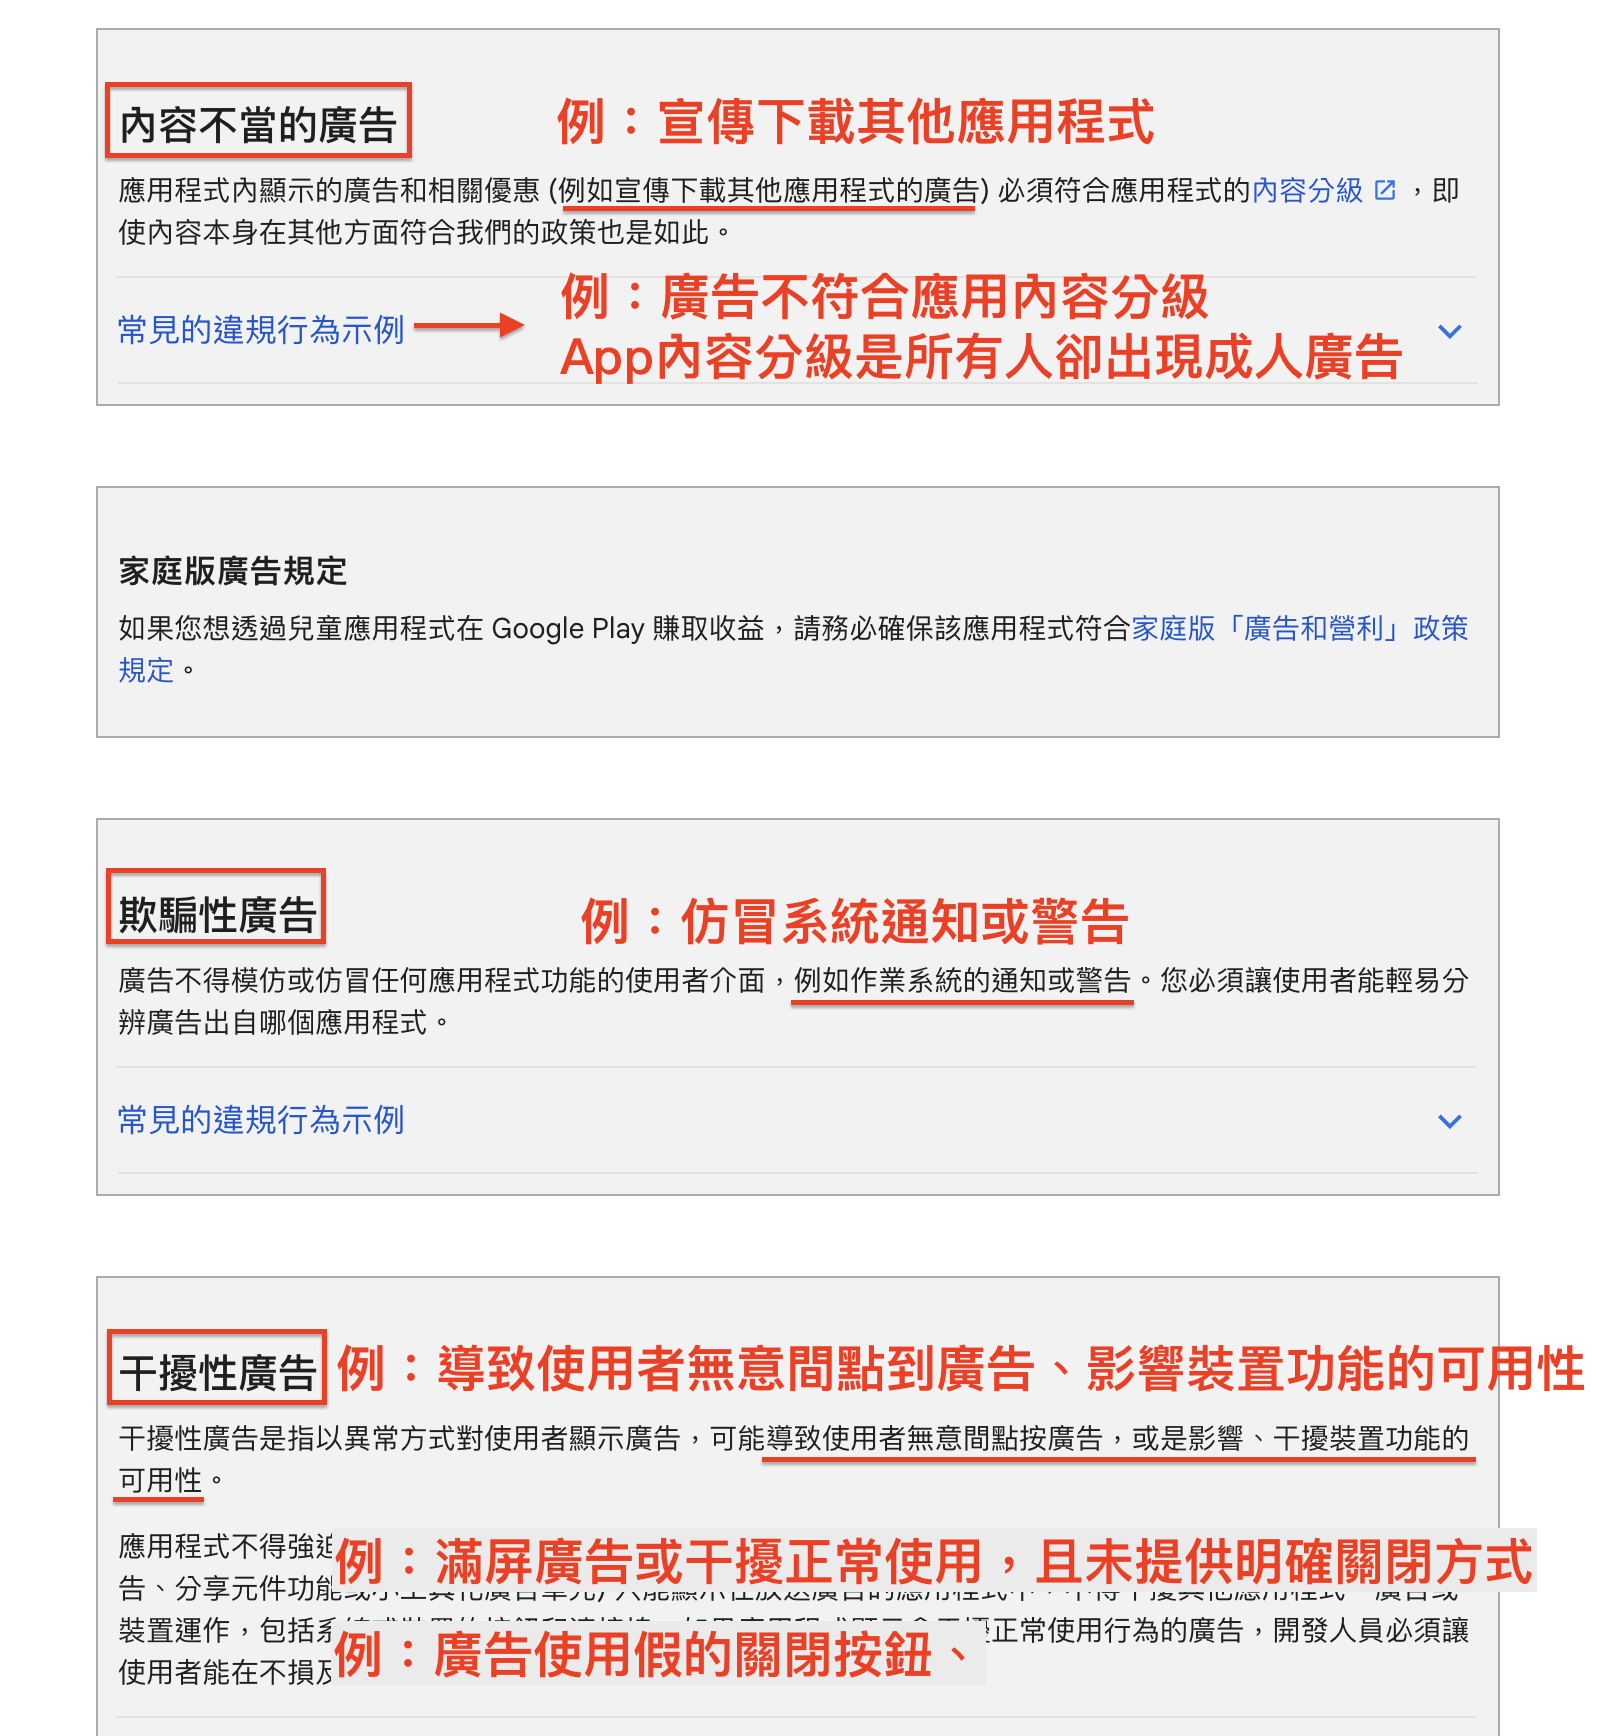 內容不當的廣告
例：宣傳下載其他應用程式
應用程式內顯示的廣告和相關優惠 (例如宣傳下載其他應用程式的廣告) 必須符合應用程式的內容分級，即
使內容本身在其他方面符合我們的政策也是如此。
例：廣告不符合應用內容分級
常見的違規行為示例
App內容分級是所有人卻出現成人廣告
家庭版廣告規定
如果您想透過兒童應用程式在 Google Play 賺取收益，請務必確保該應用程式符合家庭版「廣告和營利」政策
規定。
欺騙性廣告
例：仿冒系統通知或警告
廣告不得模仿或仿冒任何應用程式功能的使用者介面，例如作業系統的通知或警告。您必須讓使用者能輕易分
辨廣告出自哪個應用程式。
常見的違規行為示例
干擾性廣告
例：導致使用者無意間點到廣告、影響裝置功能的可用性
干擾性廣告是指以異常方式對使用者顯示廣告，可能導致使用者無意間點按廣告，或是影響、干擾裝置功能的
可用性。
應用程式不得強迫
例：滿屏廣告或干擾正常使用，且未提供明確關閉方式
告、分享元件功能
裝置運作，包括
正常使用行為的廣告，開發人員必須讓
例：廣告使用假的關閉按鈕、
使用者能在不損及